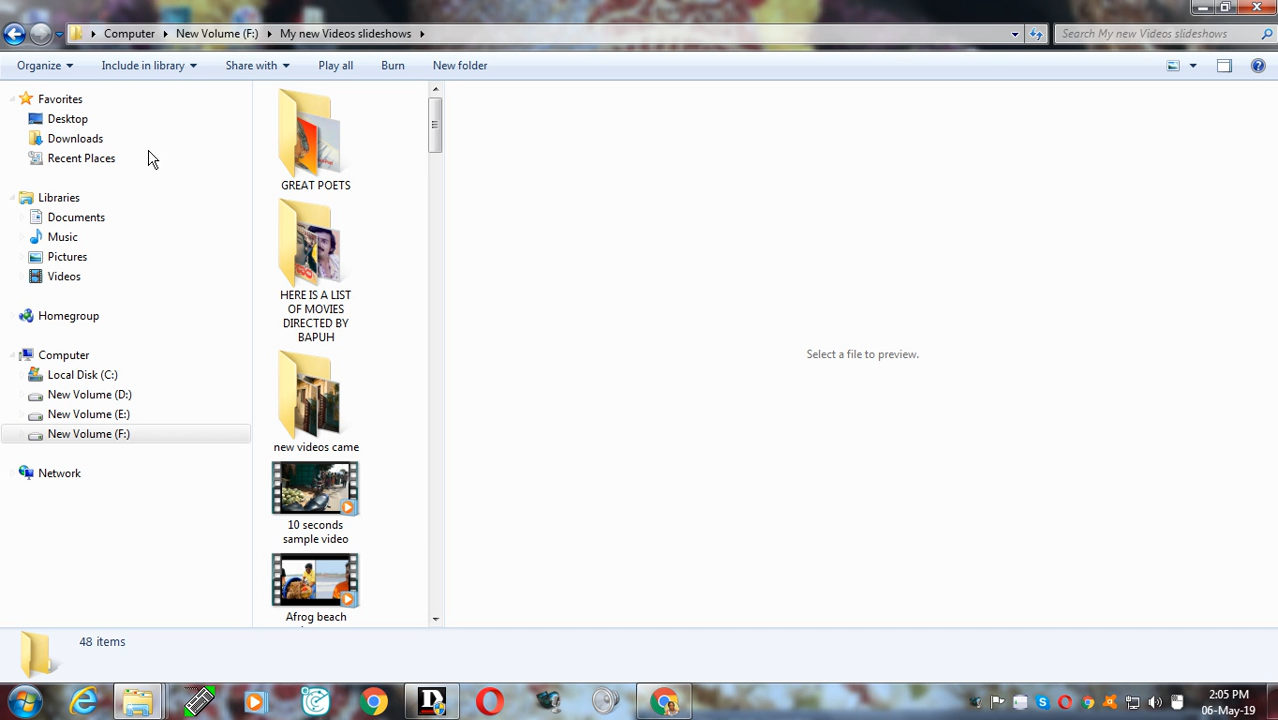 Computer New Volume (F:) My new Videos slideshows
Search My new Videos slideshows
Organize Include in library Share with Play all Burn New folder
Favorites
Desktop
Downloads
Recent Places
Libraries
Documents
Music
Pictures
Videos
Homegroup
Computer
Local Disk (C:)
New Volume (D:)
New Volume (E:)
New Volume (F:)
Network
GREAT POETS
HERE IS A LIST
OF MOVIES
DIRECTED BY
BAPUH
new videos came
10 seconds
sample video
Afrog beach
Select a file to preview.
48 items
2:05 PM
06-May-19